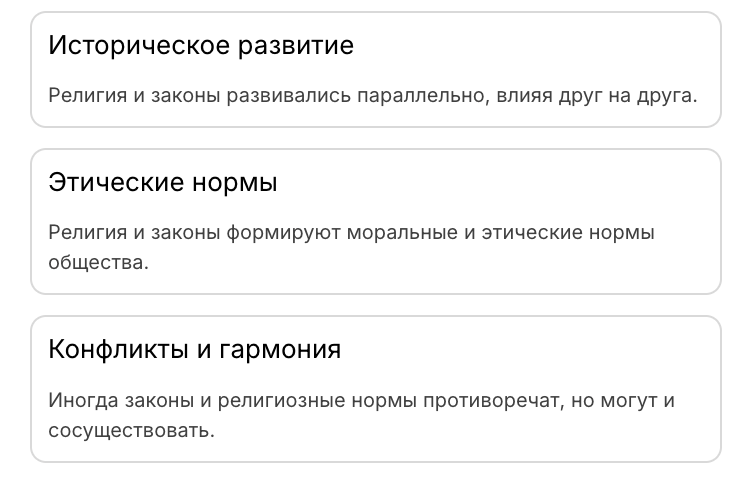 Историческое развитие
Религия и законы развивались параллельно, влияя друг на друга.
Этические нормы
Религия и законы формируют моральные и этические нормы
общества.
Конфликты и гармония
Иногда законы и религиозные нормы противоречат, но могут и
сосуществовать.